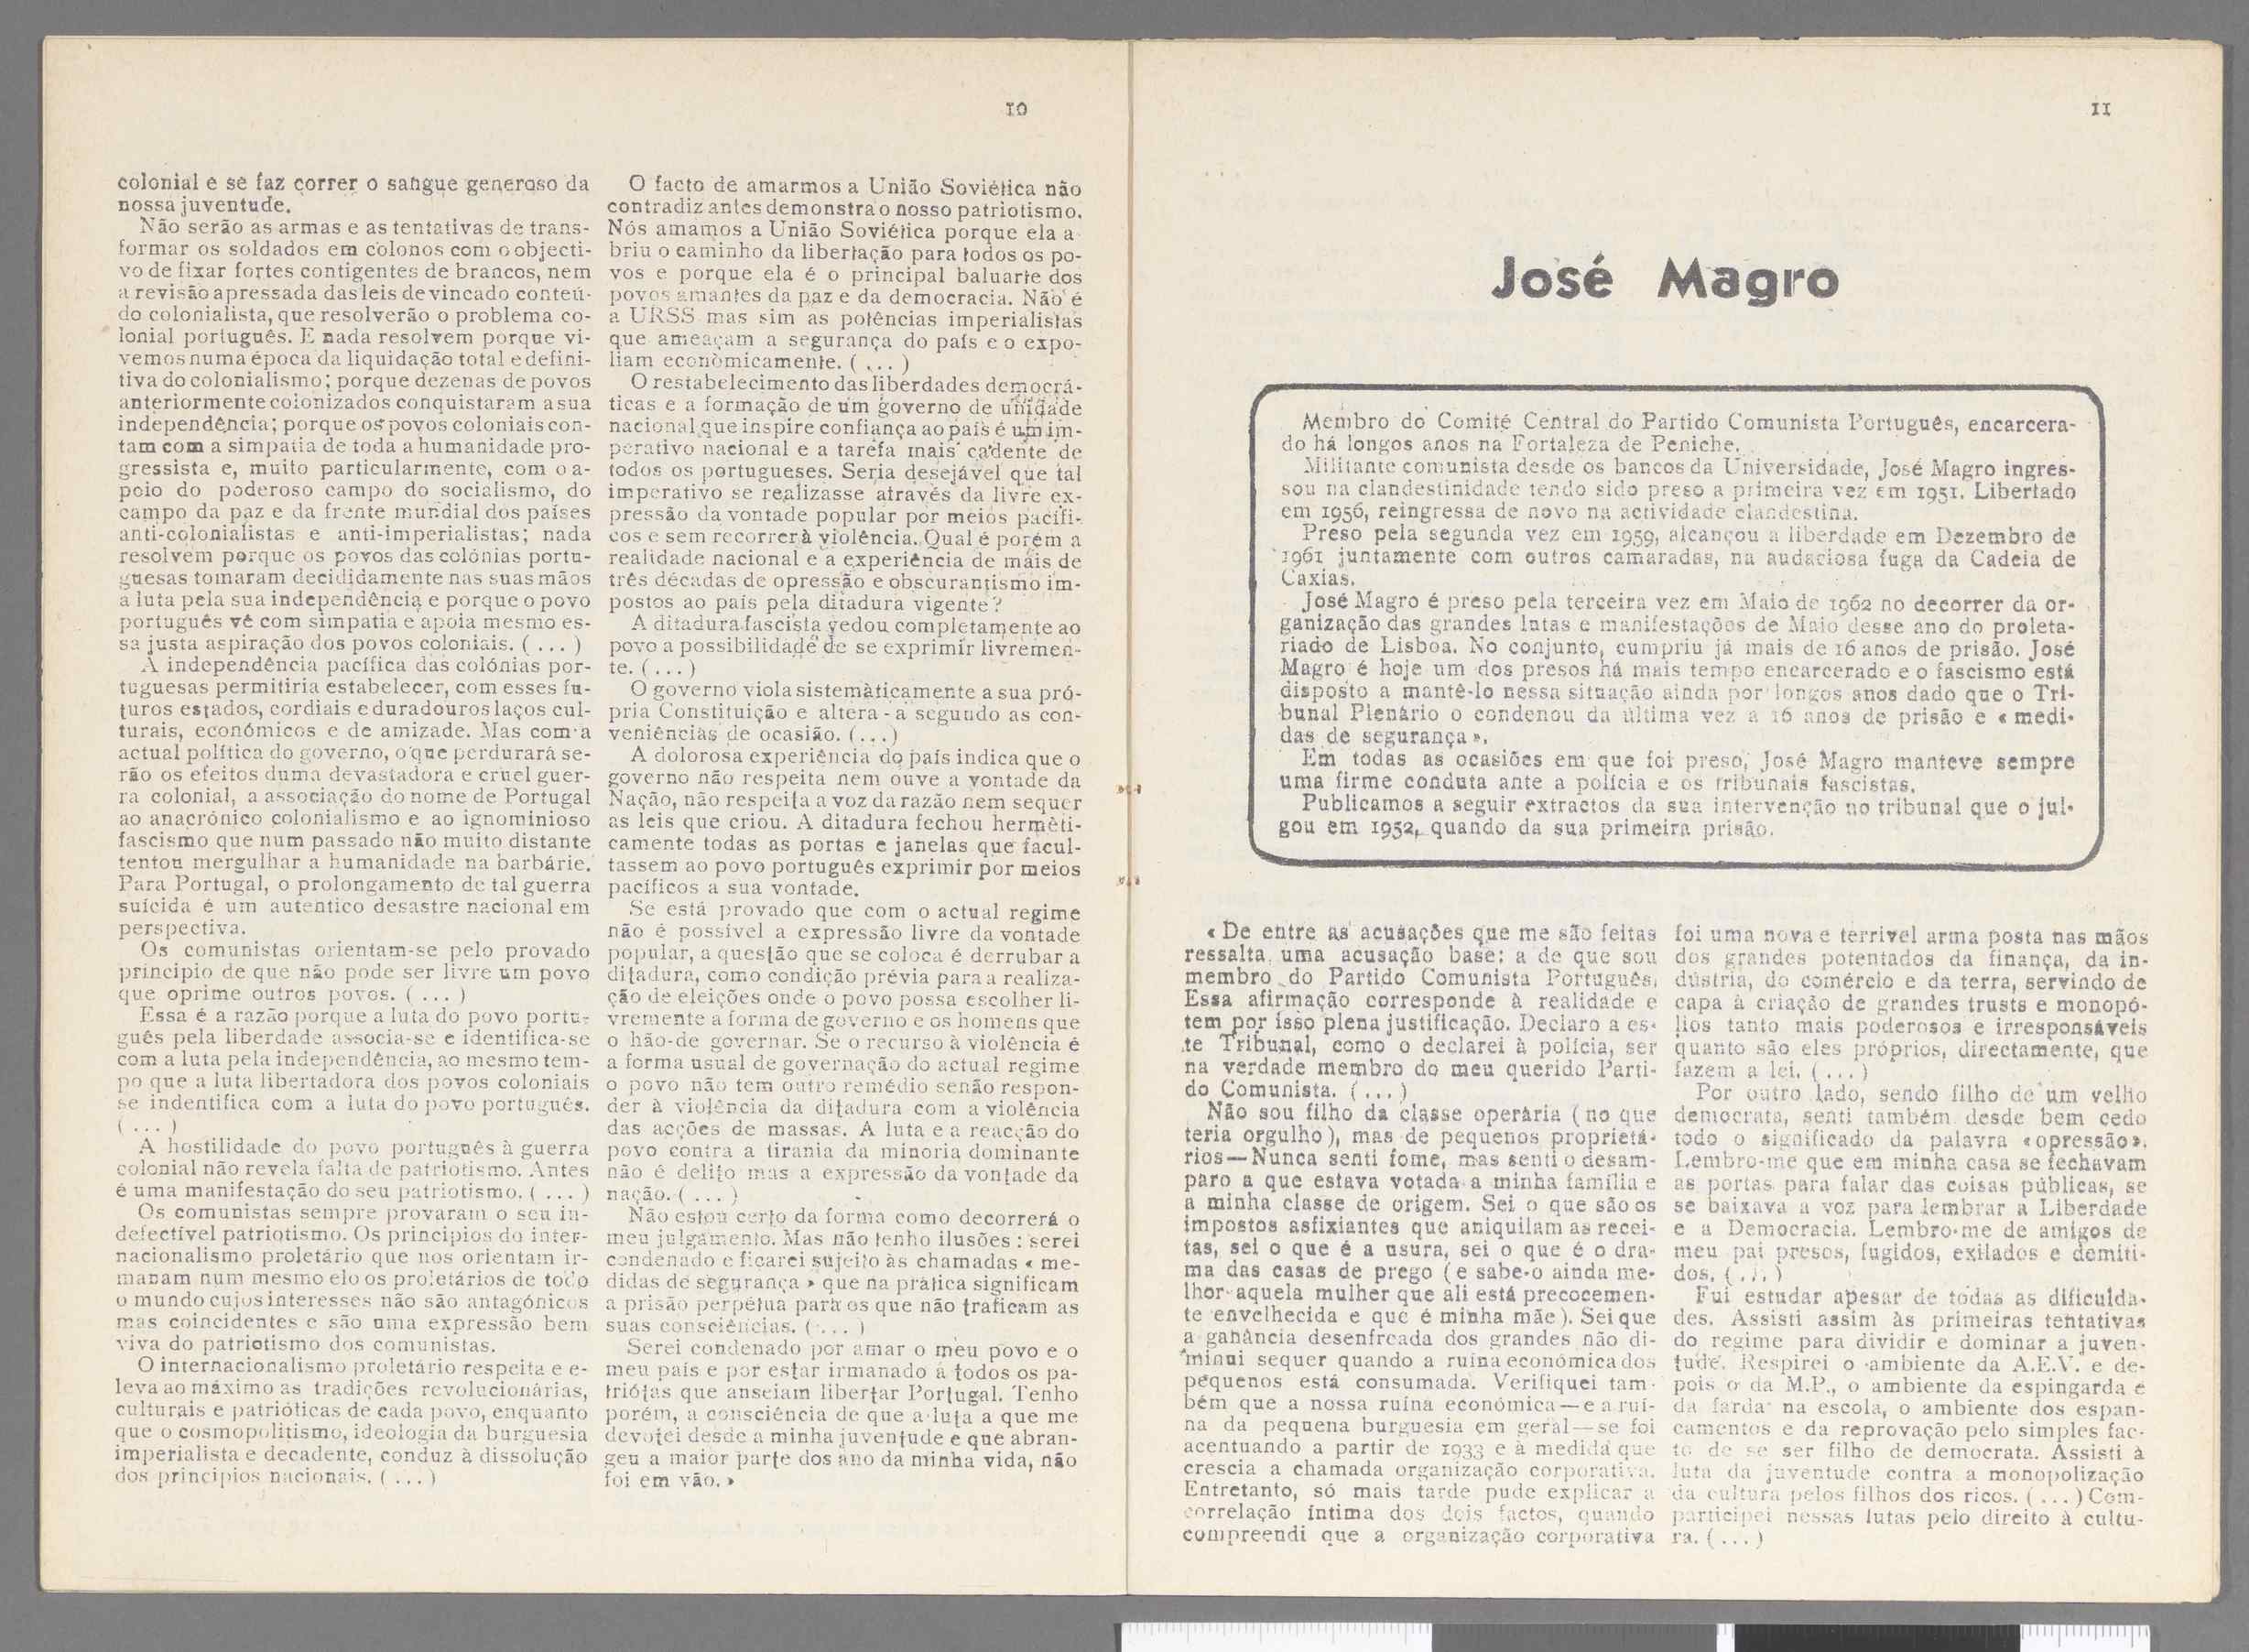 10
colonial e se faz correr o sangue generoso da
nossa juventude.
Não serão as armas e as tentativas de trans-
formar os soldados em colonos com o objecti-
vo de fixar fortes contigentes de brancos, nem
a revisão apressada das leis de vincado conteú-
do colonialista, que resolverão o problema co-
lonial português. E nada resolvem porque vi-
vemos numa época da liquidação total e defini-
tiva do colonialismo; porque dezenas de povos
anteriormente colonizados conquistaram a sua
independência; porque os povos coloniais con-
tam com a simpatia de toda a humanidade pro-
gressista e, muito particularmente, com o a-
poio do poderoso campo do socialismo, do
campo da paz e da frente mundial dos países
anti-colonialistas e anti-imperialistas; nada
resolvem porque os povos das colónias portu-
guesas tomaram decididamente nas suas mãos
a luta pela sua independência e porque o povo
português vê com simpatia e apoia mesmo es-
sa justa aspiração dos povos coloniais. ( ... )
A independência pacífica das colónias por-
tuguesas permitiria estabelecer, com esses fu-
turos estados, cordiais e duradouros laços cul-
turais, económicos e de amizade. Mas com a
actual política do governo, o que perdurará se-
rão os efeitos duma devastadora e cruel guer-
ra colonial, a associação do nome de Portugal
ao anacrónico colonialismo e ao ignominioso
fascismo que num passado não muito distante
tentou mergulhar a humanidade na barbárie.
Para Portugal, o prolongamento de tal guerra
suícida é um autentico desastre nacional em
perspectiva.
Os comunistas orientam-se pelo provado
princípio de que não pode ser livre um povo
que oprime outros povos. ( ... )
Essa é a razão porque a luta do povo portu-
guês pela liberdade associa-se e identifica-se
com a luta pela independência, ao mesmo tem-
po que a luta libertadora dos povos coloniais
se indentifica com a luta do povo português.
( ... )
A hostilidade do povo português à guerra
colonial não revela falta de patriotismo. Antes
é uma manifestação do seu patriotismo. ( ... )
Os comunistas sempre provaram o seu in-
defectível patriotismo. Os princípios do inter-
nacionalismo proletário que nos orientam ir-
manam num mesmo elo os proletários de todo
o mundo cujos interesses não são antagónicos
mas coincidentes e são uma expressão bem
viva do patriotismo dos comunistas.
O internacionalismo proletário respeita e e-
leva ao máximo as tradições revolucionárias,
culturais e patrióticas de cada povo, enquanto
que o cosmopolitismo, ideologia da burguesia
imperialista e decadente, conduz à dissolução
dos princípios nacionais. ( ... )
O facto de amarmos a União Soviética não
contradiz antes demonstra o nosso patriotismo.
Nós amamos a União Soviética porque ela a
briu o caminho da libertação para todos os po-
vos e porque ela é o principal baluarte dos
povos amantes da paz e da democracia. Não é
a URSS mas sim as potências imperialistas
que ameaçam a segurança do país e o expo-
liam econòmicamente. ( ... )
O restabelecimento das liberdades democrá-
ticas e a formação de um governo de unidade
nacional que inspire confiança ao país é um im-
perativo nacional e a tarefa mais cadente de
todos os portugueses. Seria desejável que tal
imperativo se realizasse através da livre ex-
pressão da vontade popular por meios pacífi-
cos e sem recorrer à violência. Qual é porém a
realidade nacional e a experiência de mais de
três décadas de opressão e obscurantismo im-
postos ao país pela ditadura vigente?
A ditadura fascista vedou completamente ao
povo a possibilidade de se exprimir livremen-
te. ( ... )
O governo viola sistemàticamente a sua pró-
pria Constituição e altera-a segundo as con-
veniências de ocasião. (...)
A dolorosa experiência do país indica que o
governo não respeita nem ouve a vontade da
Nação, não respeita a voz da razão nem sequer
as leis que criou. A ditadura fechou hermèti-
camente todas as portas e janelas que facul-
tassem ao povo português exprimir por meios
pacíficos a sua vontade.
Se está provado que com o actual regime
não é possível a expressão livre da vontade
popular, a questão que se coloca é derrubar a
ditadura, como condição prévia para a realiza-
ção de eleições onde o povo possa escolher li-
vremente a forma de governo e os homens que
o hão-de governar. Se o recurso à violência é
a forma usual de governação do actual regime
o povo não tem outro remédio senão respon-
der à violência da ditadura com a violência
das acções de massas. A luta e a reacção do
povo contra a tirania da minoria dominante
não é delito mas a expressão da vontade da
nação. ( ... )
Não estou certo da forma como decorrerá o
meu julgamento. Mas não tenho ilusões : serei
condenado e ficarei sujeito às chamadas « me-
didas de segurança » que na prática significam
a prisão perpétua para os que não traficam as
suas consciências. ( ... )
Serei condenado por amar o meu povo e o
meu país e por estar irmanado a todos os pa-
triótas que anseiam libertar Portugal. Tenho
porém, a consciência de que a luta a que me
devotei desde a minha juventude e que abran-
geu a maior parte dos ano da minha vida, não
foi em vão. »
11
José Magro
Membro do Comité Central do Partido Comunista Português, encarcera-
do há longos anos na Fortaleza de Peniche.
Militante comunista desde os bancos da Universidade, José Magro ingres-
sou na clandestinidade tendo sido preso a primeira vez em 1951. Libertado
em 1956, reingressa de novo na actividade clandestina.
Preso pela segunda vez em 1959, alcançou a liberdade em Dezembro de
1961 juntamente com outros camaradas, na audaciosa fuga da Cadeia de
Caxias.
José Magro é preso pela terceira vez em Maio de 1962 no decorrer da or-
ganização das grandes lutas e manifestações de Maio desse ano do proleta-
riado de Lisboa. No conjunto, cumpriu já mais de 16 anos de prisão. José
Magro é hoje um dos presos há mais tempo encarcerado e o fascismo está
disposto a mantê-lo nessa situação ainda por longos anos dado que o Tri-
bunal Plenário o condenou da última vez a 16 anos de prisão e « medi-
das de segurança ».
Em todas as ocasiões em que foi preso, José Magro manteve sempre
uma firme conduta ante a polícia e os tribunais fascistas.
Publicamos a seguir extractos da sua intervenção no tribunal que o jul-
gou em 1952, quando da sua primeira prisão.
« De entre as acusações que me são feitas
ressalta uma acusação base: a de que sou
membro do Partido Comunista Português.
Essa afirmação corresponde à realidade e
tem por isso plena justificação. Declaro a es-
te Tribunal, como o declarei à polícia, ser
na verdade membro do meu querido Parti-
do Comunista. ( ... )
Não sou filho da classe operária ( no que
teria orgulho ), mas de pequenos proprietá-
rios — Nunca senti fome, mas senti o desam-
paro a que estava votada a minha família e
a minha classe de origem. Sei o que são os
impostos asfixiantes que aniquilam as recei-
tas, sei o que é a usura, sei o que é o dra-
ma das casas de prego ( e sabe-o ainda me-
lhor aquela mulher que ali está precocemen-
te envelhecida e que é minha mãe ). Sei que
a ganância desenfreada dos grandes não di-
minui sequer quando a ruína económica dos
pequenos está consumada. Verifiquei tam-
bém que a nossa ruína económica — e a ruí-
na da pequena burguesia em geral — se foi
acentuando a partir de 1933 e à medida que
crescia a chamada organização corporativa.
Entretanto, só mais tarde pude explicar a
correlação íntima dos dois factos, quando
compreendi que a organização corporativa
foi uma nova e terrivel arma posta nas mãos
dos grandes potentados da finança, da in-
dústria, do comércio e da terra, servindo de
capa à criação de grandes trusts e monopó-
lios tanto mais poderosos e irresponsáveis
quanto são eles próprios, directamente, que
fazem a lei. ( ... )
Por outro lado, sendo filho de um velho
democrata, senti também desde bem cedo
todo o significado da palavra « opressão ».
Lembro-me que em minha casa se fechavam
as portas para falar das coisas públicas, se
se baixava a voz para lembrar a Liberdade
e a Democracia. Lembro-me de amigos de
meu pai presos, fugidos, exilados e demiti-
dos. ( ... )
Fui estudar apesar de todas as dificulda-
des. Assisti assim às primeiras tentativas
do regime para dividir e dominar a juven-
tude. Respirei o ambiente da A.E.V. e de-
pois o da M.P., o ambiente da espingarda e
da farda na escola, o ambiente dos espan-
camentos e da reprovação pelo simples fac-
to de se ser filho de democrata. Assisti à
luta da juventude contra a monopolização
da cultura pelos filhos dos ricos. ( ... ) Com-
participei nessas lutas pelo direito à cultu-
ra. ( ... )